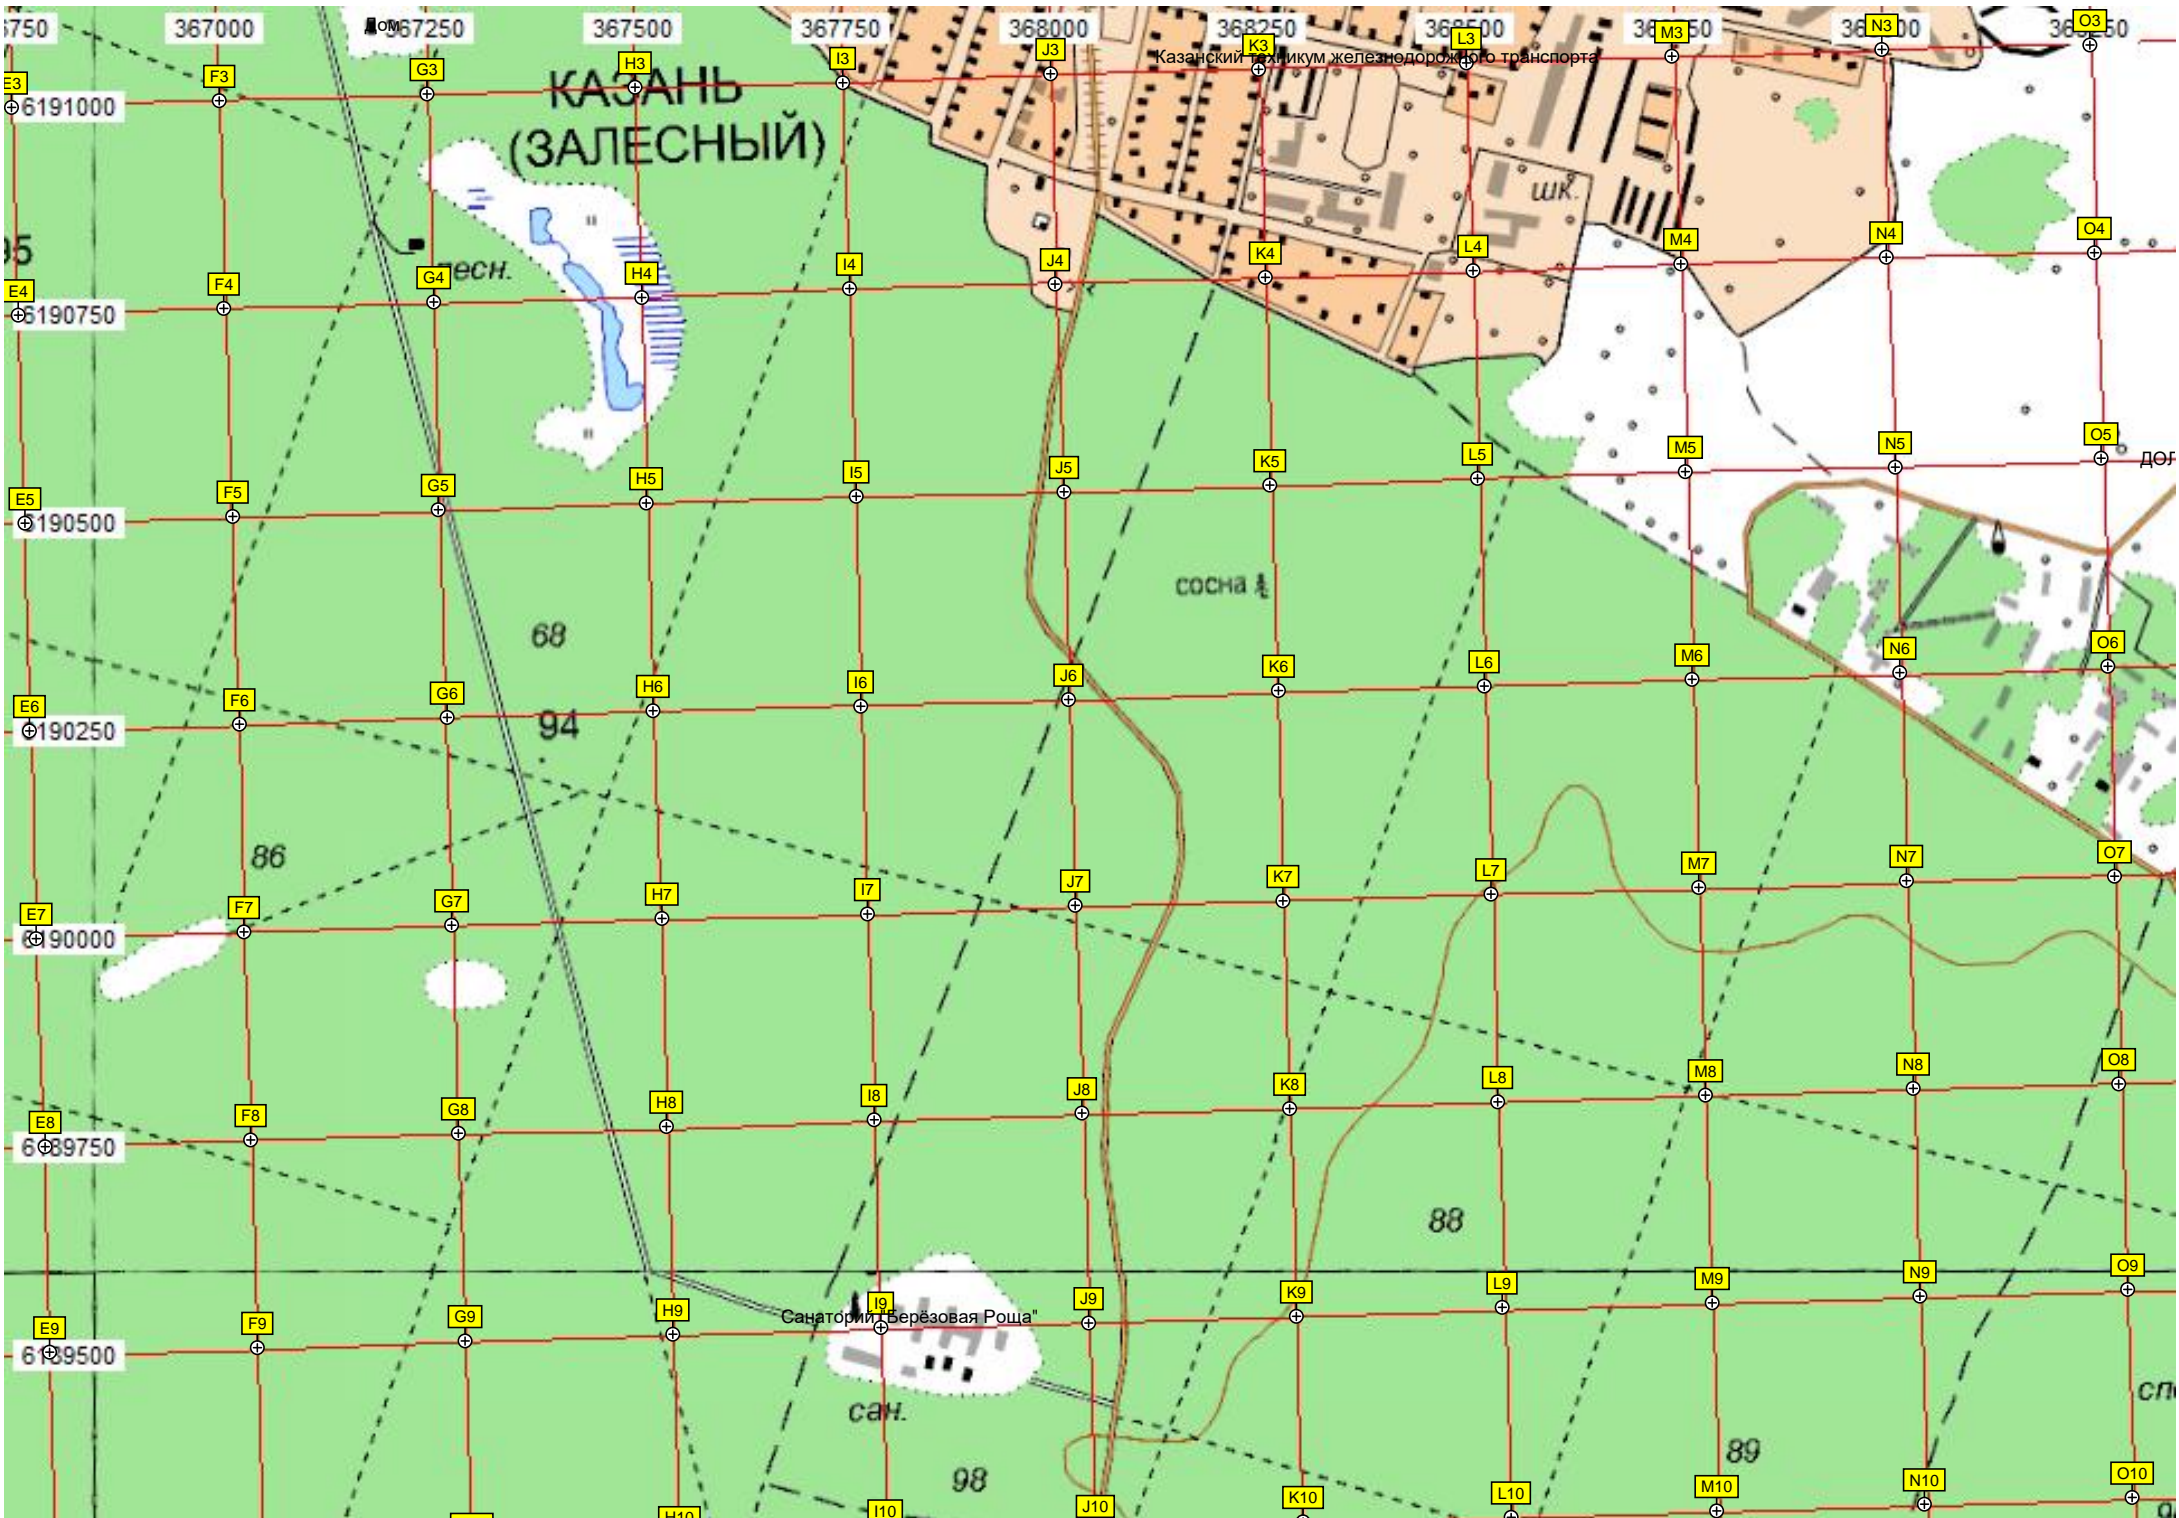 Дом
367000 367250 367500 367750 368000 368250
E3 F3 G3 H3 I3 J3 K3 L3 M3 N3 O3
Казанский техникум железнодорожного транспорта
6191000
КАЗАНЬ
(ЗАЛЕСНЫЙ)
шк.
95
лесн.
E4 F4 G4 H4 I4 J4 K4 L4 M4 N4 O4
6190750
E5 F5 G5 H5 I5 J5 K5 L5 M5 N5 O5
6190500
сосна
68
E6 F6 G6 H6 I6 J6 K6 L6 M6 N6 O6
6190250
94
86
E7 F7 G7 H7 I7 J7 K7 L7 M7 N7 O7
6190000
E8 F8 G8 H8 I8 J8 K8 L8 M8 N8 O8
6189750
88
E9 F9 G9 H9 I9 J9 K9 L9 M9 N9 O9
Санаторий "Берёзовая Роща"
6189500
сан.
98
89
H10 I10 J10 K10 L10 M10 N10 O10